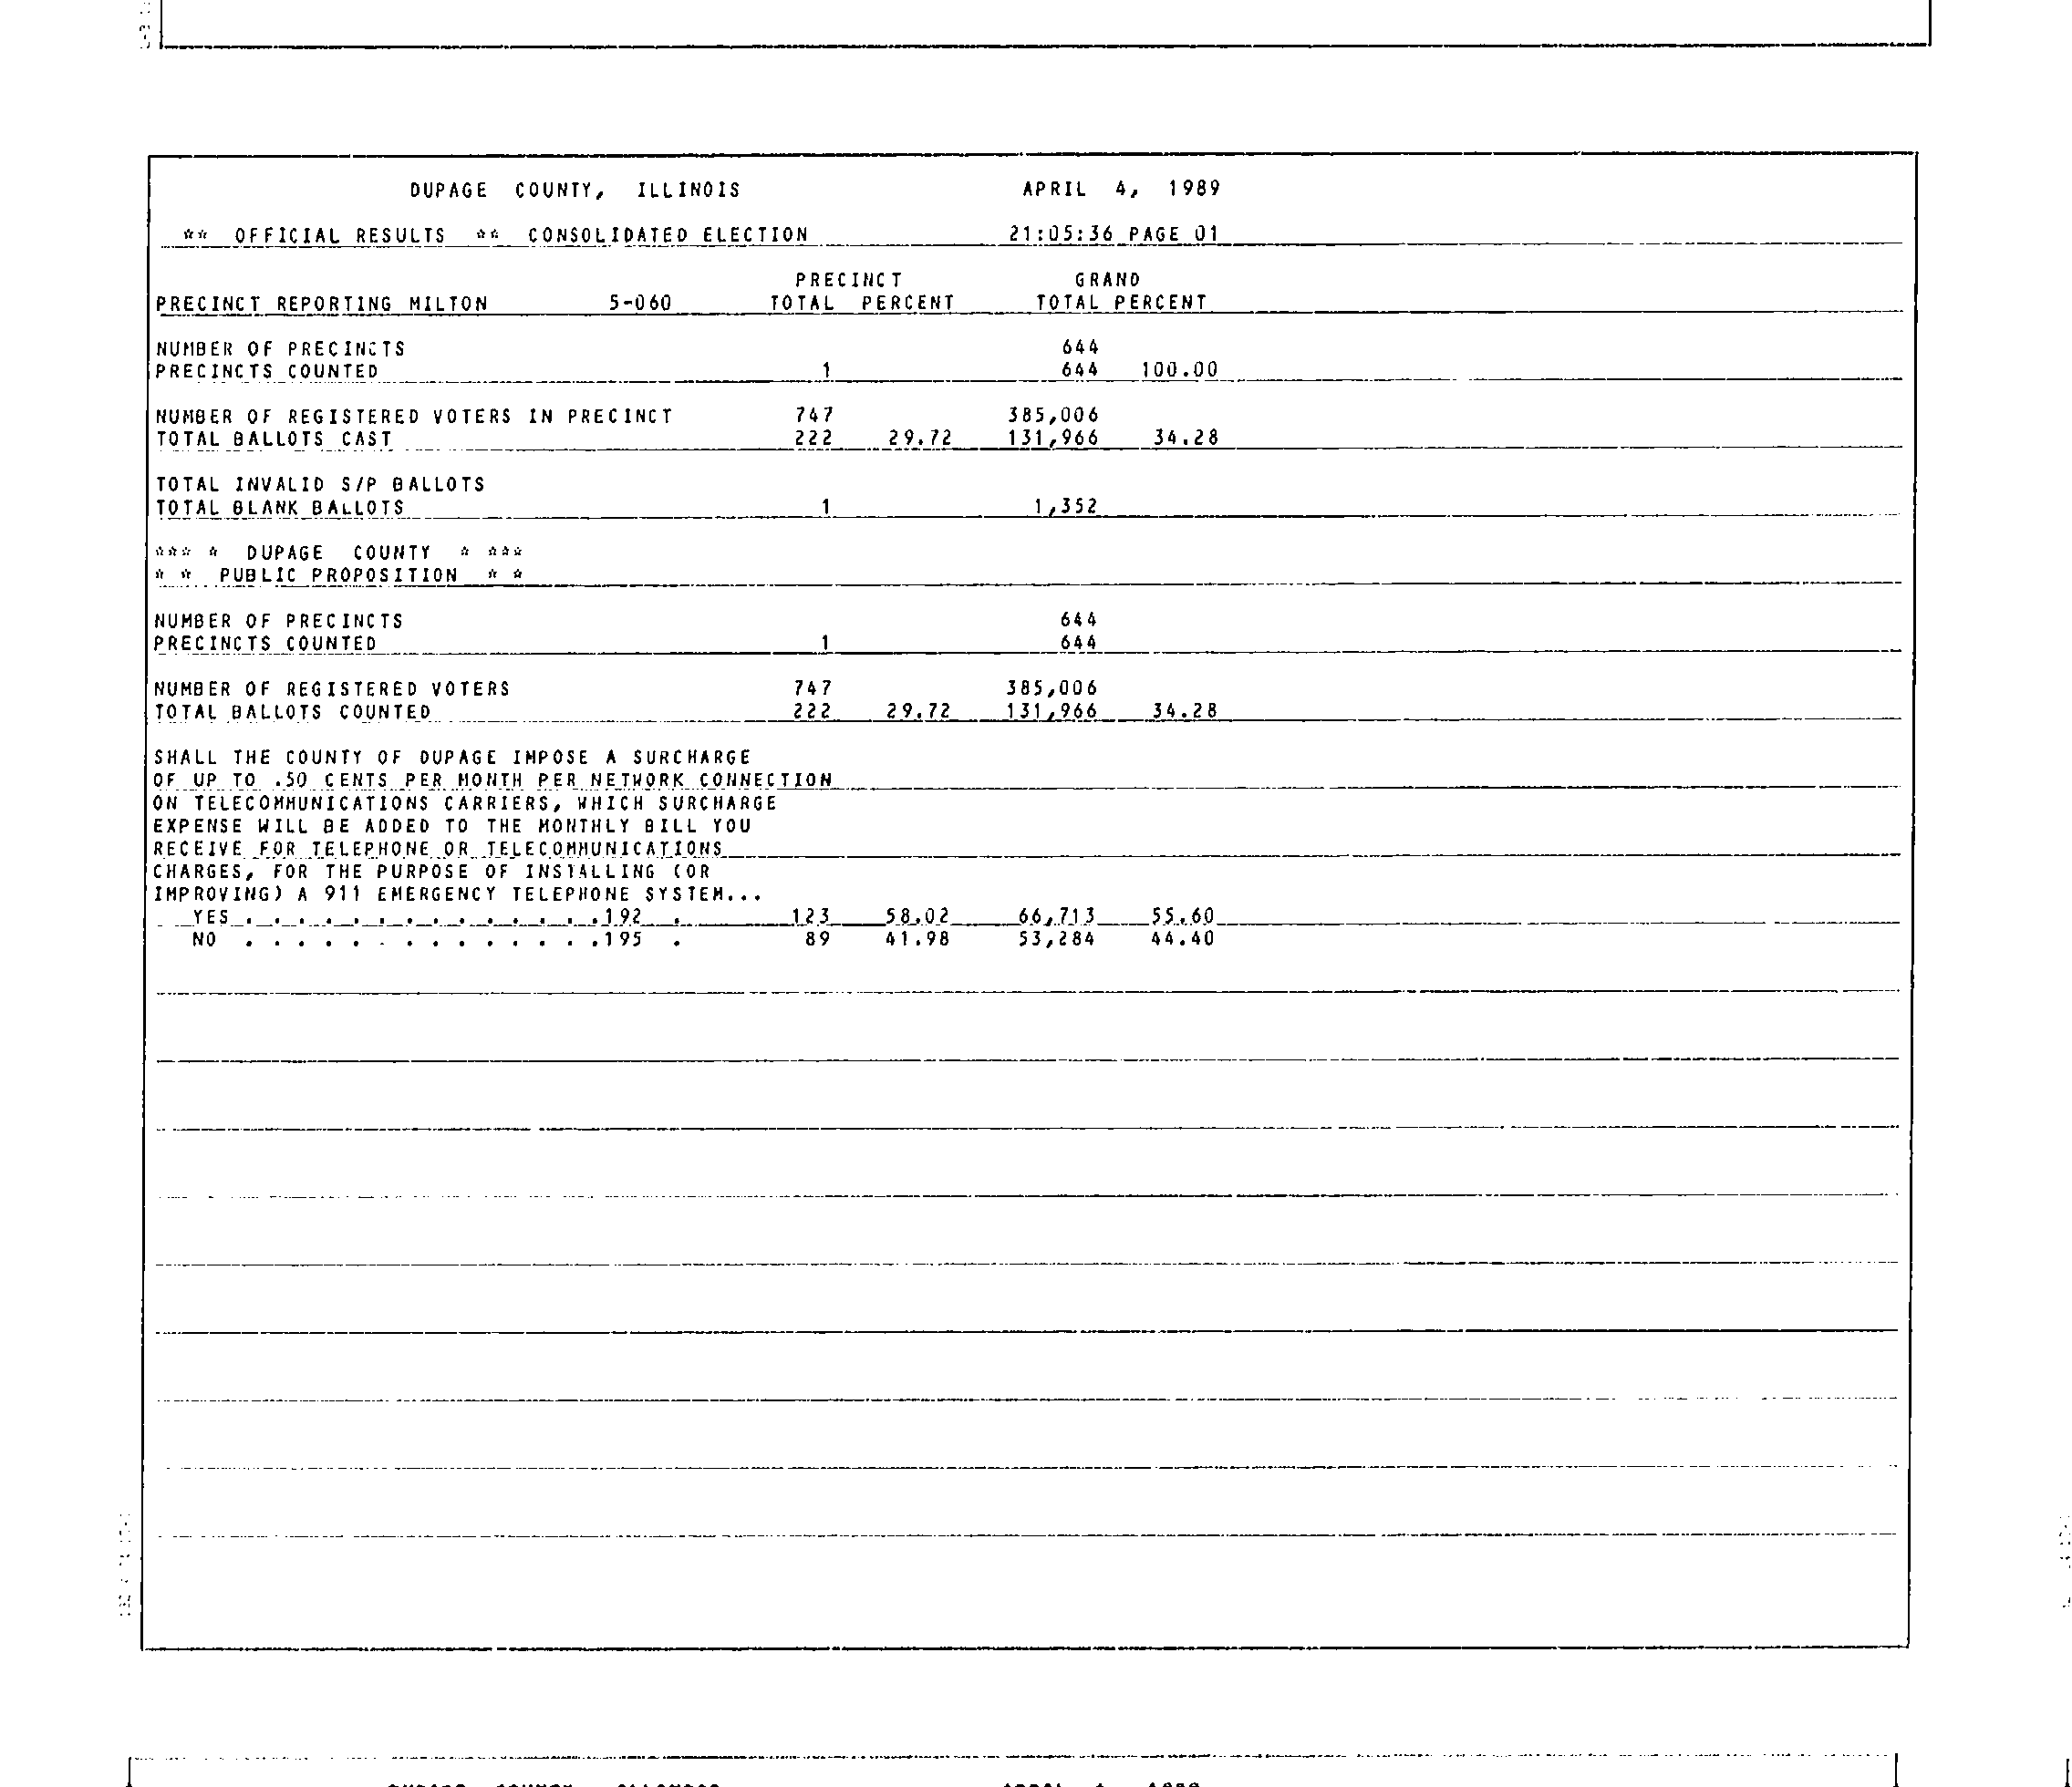 DUPAGE COUNTY, ILLINOIS APRIL 4, 1989
** OFFICIAL RESULTS ** CONSOLIDATED ELECTION 21:05:36 PAGE 01
PRECINCT GRAND
PRECINCT REPORTING MILTON 5-060 TOTAL PERCENT TOTAL PERCENT
NUMBER OF PRECINCTS 644
PRECINCTS COUNTED 1 644 100.00
NUMBER OF REGISTERED VOTERS IN PRECINCT 747 385,006
TOTAL BALLOTS CAST 222 29.72 131,966 34.28
TOTAL INVALID S/P BALLOTS
TOTAL BLANK BALLOTS 1 1,352
*** * DUPAGE COUNTY * ***
* * PUBLIC PROPOSITION * *
NUMBER OF PRECINCTS 644
PRECINCTS COUNTED 1 644
NUMBER OF REGISTERED VOTERS 747 385,006
TOTAL BALLOTS COUNTED 222 29.72 131,966 34.28
SHALL THE COUNTY OF DUPAGE IMPOSE A SURCHARGE
OF UP TO .50 CENTS PER MONTH PER NETWORK CONNECTION
ON TELECOMMUNICATIONS CARRIERS, WHICH SURCHARGE
EXPENSE WILL BE ADDED TO THE MONTHLY BILL YOU
RECEIVE FOR TELEPHONE OR TELECOMMUNICATIONS
CHARGES, FOR THE PURPOSE OF INSTALLING (OR
IMPROVING) A 911 EMERGENCY TELEPHONE SYSTEM...
YES . . . . . . . . . . . . . .192 . 123 58.02 66,713 55.60
NO . . . . . . . . . . . . . .195 . 89 41.98 53,284 44.40